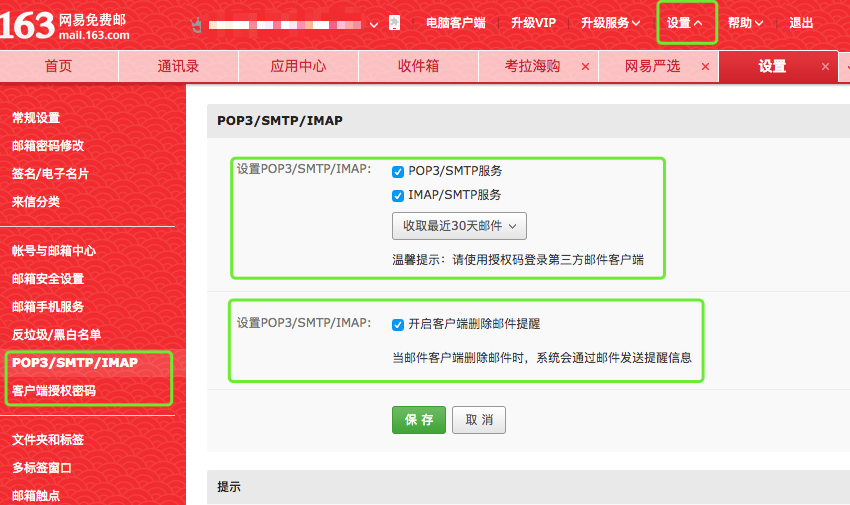 163 网易免费邮
mail.163.com
电脑客户端 升级VIP 升级服务 设置 帮助 退出
首页 通讯录 应用中心 收件箱 考拉海购 × 网易严选 × 设置 ×
常规设置
邮箱密码修改
签名/电子名片
来信分类
帐号与邮箱中心
邮箱安全设置
邮箱手机服务
反垃圾/黑白名单
POP3/SMTP/IMAP
客户端授权密码
文件夹和标签
多标签窗口
邮箱触点
POP3/SMTP/IMAP
设置POP3/SMTP/IMAP: POP3/SMTP服务
IMAP/SMTP服务
收取最近30天邮件
温馨提示：请使用授权码登录第三方邮件客户端
设置POP3/SMTP/IMAP: 开启客户端删除邮件提醒
当邮件客户端删除邮件时，系统会通过邮件发送提醒信息
保 存 取 消
提示